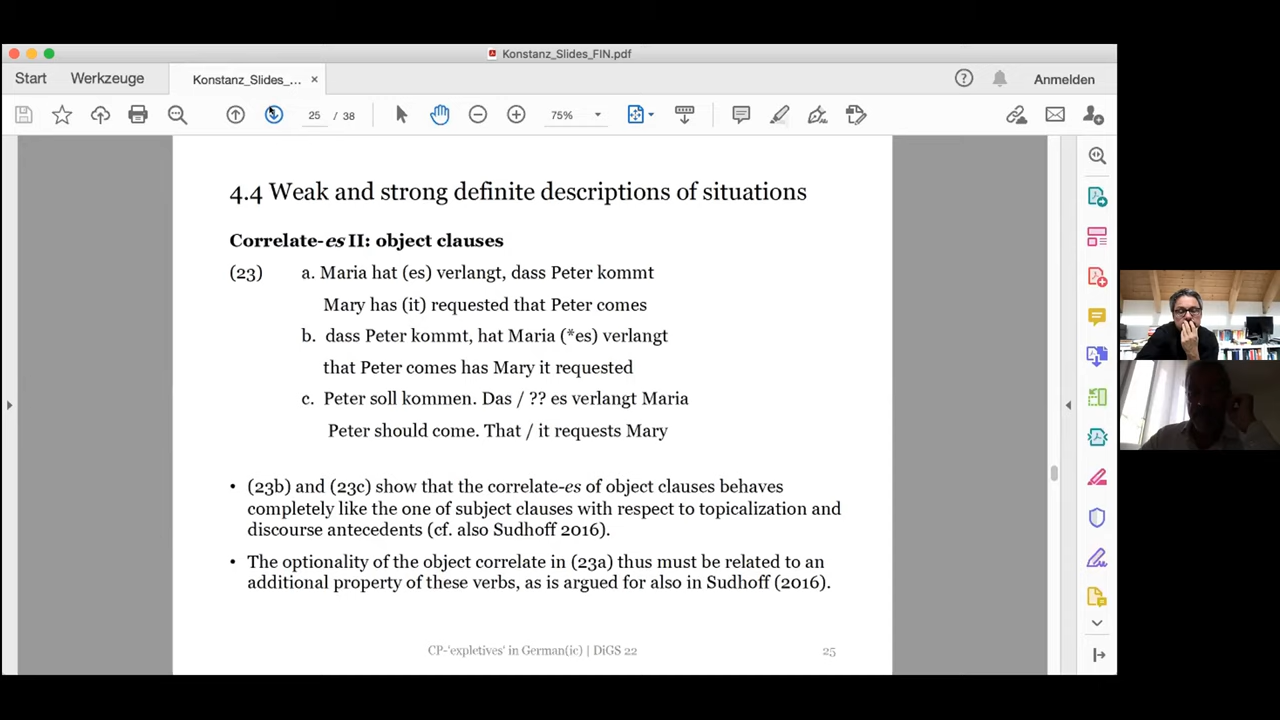 Konstanz_Slides_FIN.pdf
Start Werkzeuge Konstanz_Slides_... × Anmelden
25 / 38 75%
4.4 Weak and strong definite descriptions of situations
Correlate-es II: object clauses
(23) a. Maria hat (es) verlangt, dass Peter kommt
Mary has (it) requested that Peter comes
b. dass Peter kommt, hat Maria (*es) verlangt
that Peter comes has Mary it requested
c. Peter soll kommen. Das / ?? es verlangt Maria
Peter should come. That / it requests Mary
• (23b) and (23c) show that the correlate-es of object clauses behaves
completely like the one of subject clauses with respect to topicalization and
discourse antecedents (cf. also Sudhoff 2016).
• The optionality of the object correlate in (23a) thus must be related to an
additional property of these verbs, as is argued for also in Sudhoff (2016).
CP-'expletives' in German(ic) | DiGS 22 25